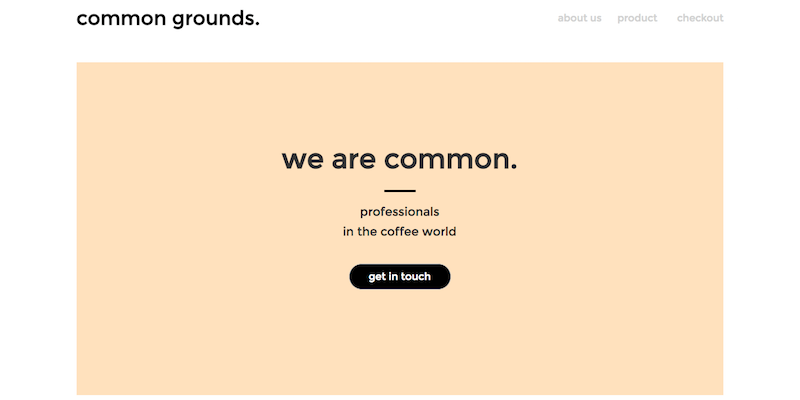 common grounds.
about us product checkout
we are common.
professionals
in the coffee world
get in touch